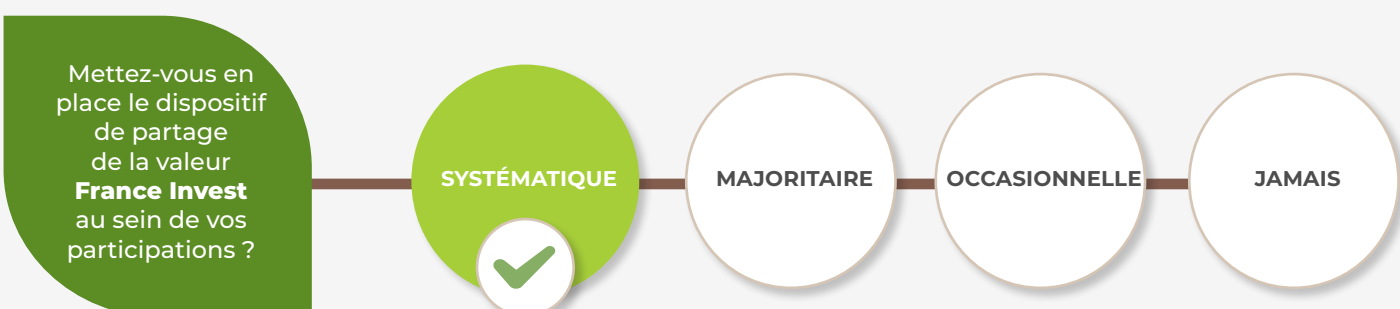 Mettez-vous en
place le dispositif
de partage
de la valeur
France Invest
au sein de vos
participations ?
SYSTÉMATIQUE
MAJORITAIRE
OCCASIONNELLE
JAMAIS